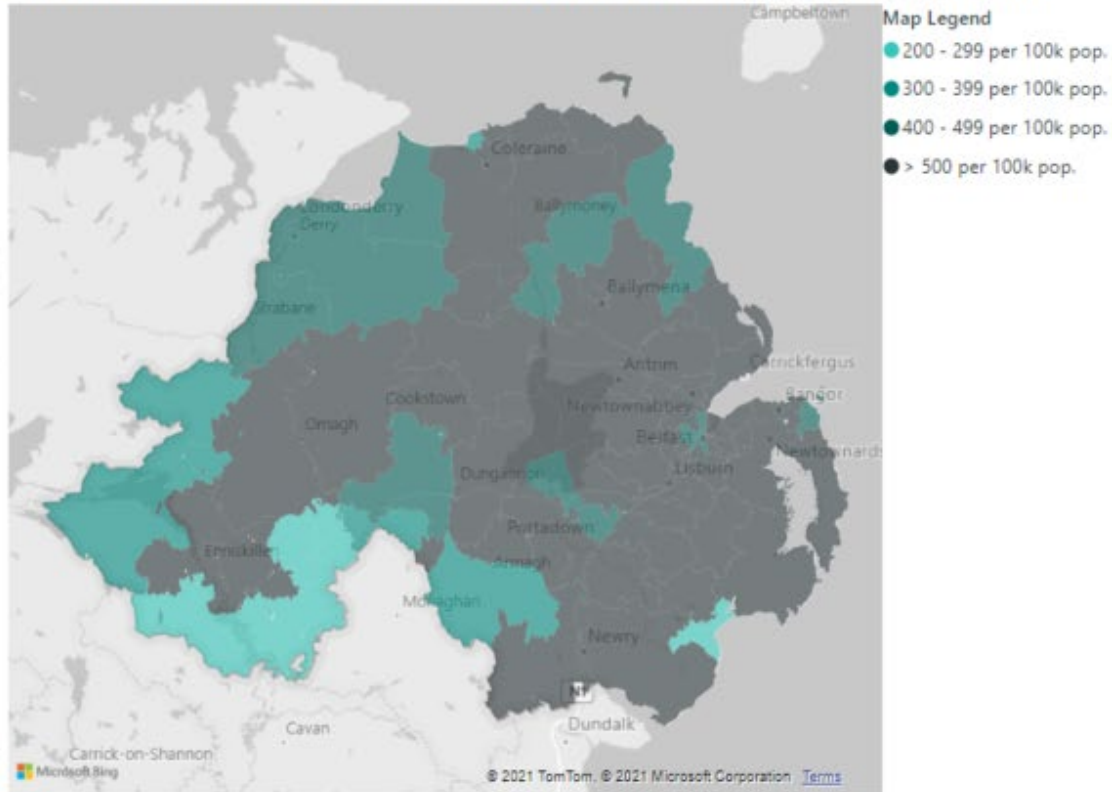 Campbeltown
Map Legend
200 - 299 per 100k pop.
300 - 399 per 100k pop.
400 - 499 per 100k pop.
> 500 per 100k pop.
Coleraine
Londonderry
Derry
Ballymoney
Strabane
Ballymena
Antrim
Carrickfergus
Bangor
Cookstown
Newtownabbey
Omagh
Belfast
Newtownards
Lisburn
Dungannon
Portadown
Enniskillen
Armagh
Monaghan
Newry
N1
Dundalk
Cavan
Carrick-on-Shannon
Microsoft Bing
© 2021 TomTom, © 2021 Microsoft Corporation Terms